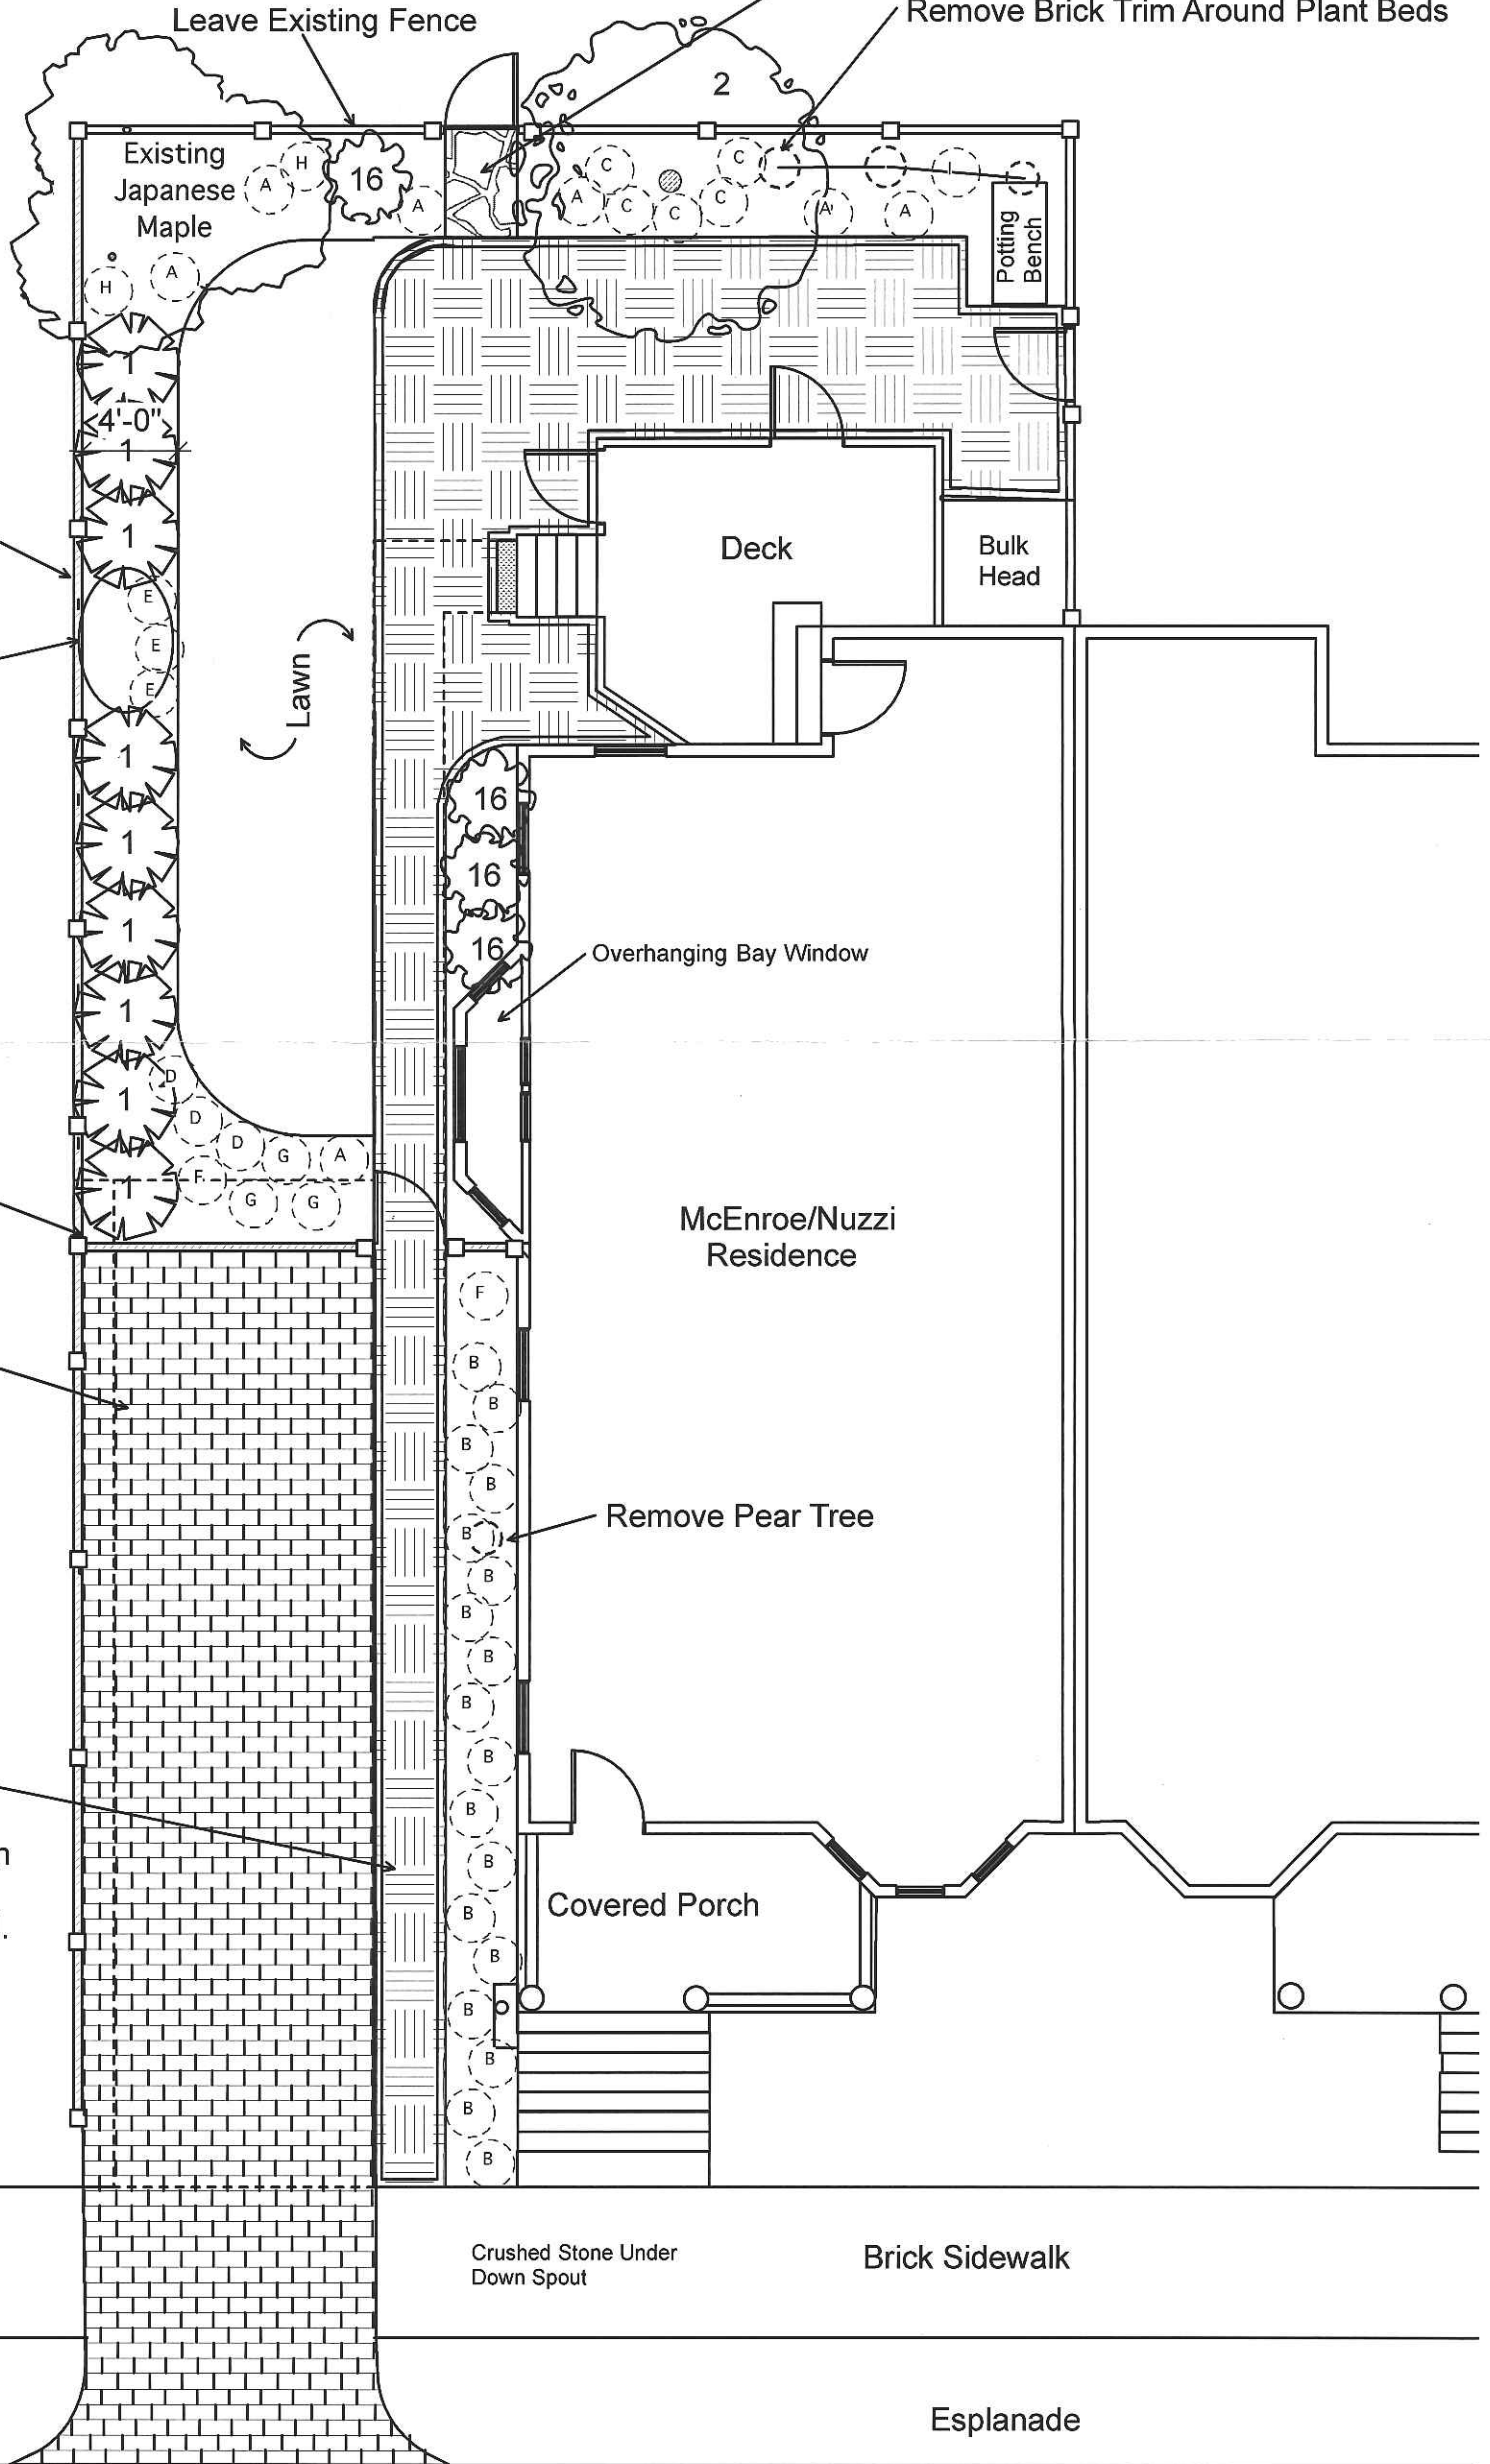 Leave Existing Fence
Remove Brick Trim Around Plant Beds
2
Existing
Japanese
Maple
H
A
16
A
C
C
A
C
C
C
A
A
I
Potting
Bench
H
A
1
4'-0"
1
1
E
E
E
Lawn
Deck
Bulk
Head
1
1
1
1
1
1
16
16
16
Overhanging Bay Window
D
D
D
G
A
F
G
G
McEnroe/Nuzzi
Residence
F
B
B
B
B
B
Remove Pear Tree
B
B
B
B
B
B
B
B
Covered Porch
B
B
B
B
B
Crushed Stone Under
Down Spout
Brick Sidewalk
Esplanade